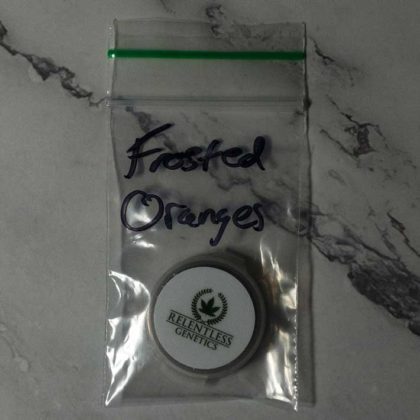 Frosted
Oranges
RELENTLESS
GENETICS